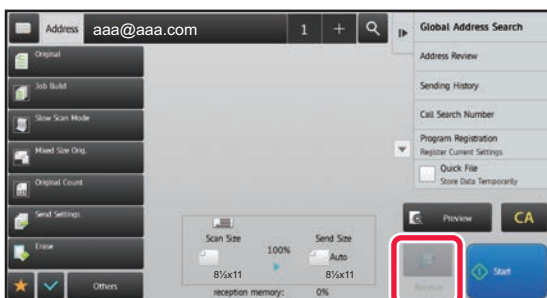 Address
aaa@aaa.com
1
+
Global Address Search
Original
Address Review
Job Build
Sending History
Slow Scan Mode
Call Search Number
Mixed Size Orig.
Program Registration
Register Current Settings
Original Count
Quick File
Store Data Temporarily
Send Settings
Preview
CA
Erase
Scan Size
100%
Send Size
Auto
8½x11
8½x11
Start
Others
reception memory:
0%